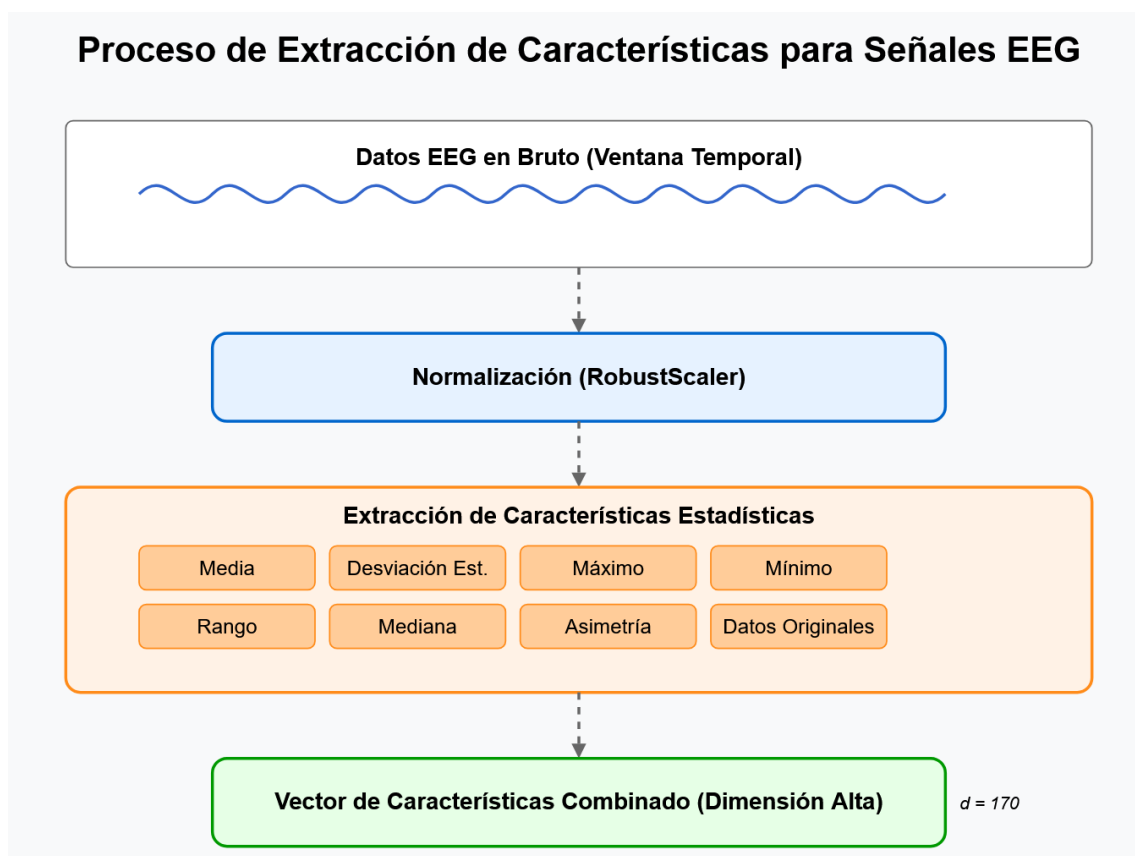 Proceso de Extracción de Características para Señales EEG
Datos EEG en Bruto (Ventana Temporal)
Normalización (RobustScaler)
Extracción de Características Estadísticas
Media
Desviación Est.
Máximo
Mínimo
Rango
Mediana
Asimetría
Datos Originales
Vector de Características Combinado (Dimensión Alta)
d = 170